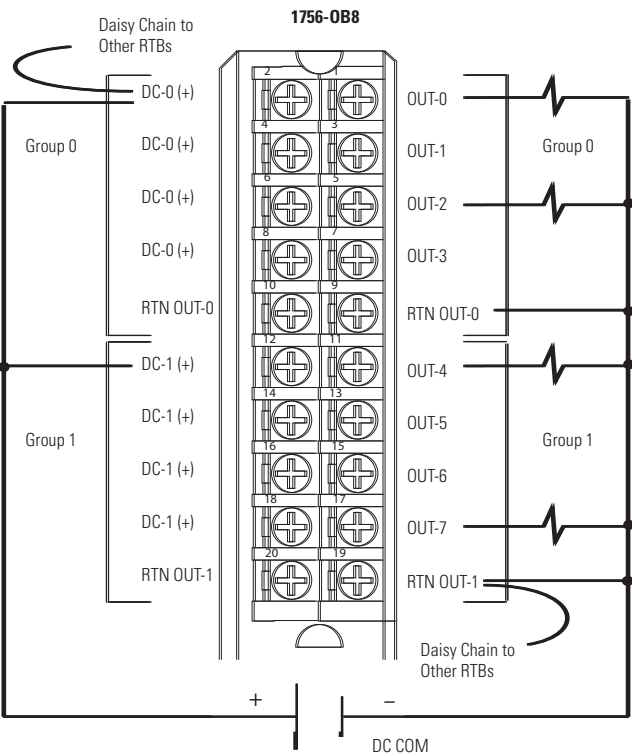 1756-OB8
Daisy Chain to
Other RTBs
2 1
DC-0 (+) OUT-0
4 3
Group 0 DC-0 (+) OUT-1 Group 0
6 5
DC-0 (+) OUT-2
8 7
DC-0 (+) OUT-3
10 9
RTN OUT-0 RTN OUT-0
12 11
DC-1 (+) OUT-4
14 13
Group 1 DC-1 (+) OUT-5 Group 1
16 15
DC-1 (+) OUT-6
18 17
DC-1 (+) OUT-7
20 19
RTN OUT-1 RTN OUT-1
Daisy Chain to
Other RTBs
+ –
DC COM